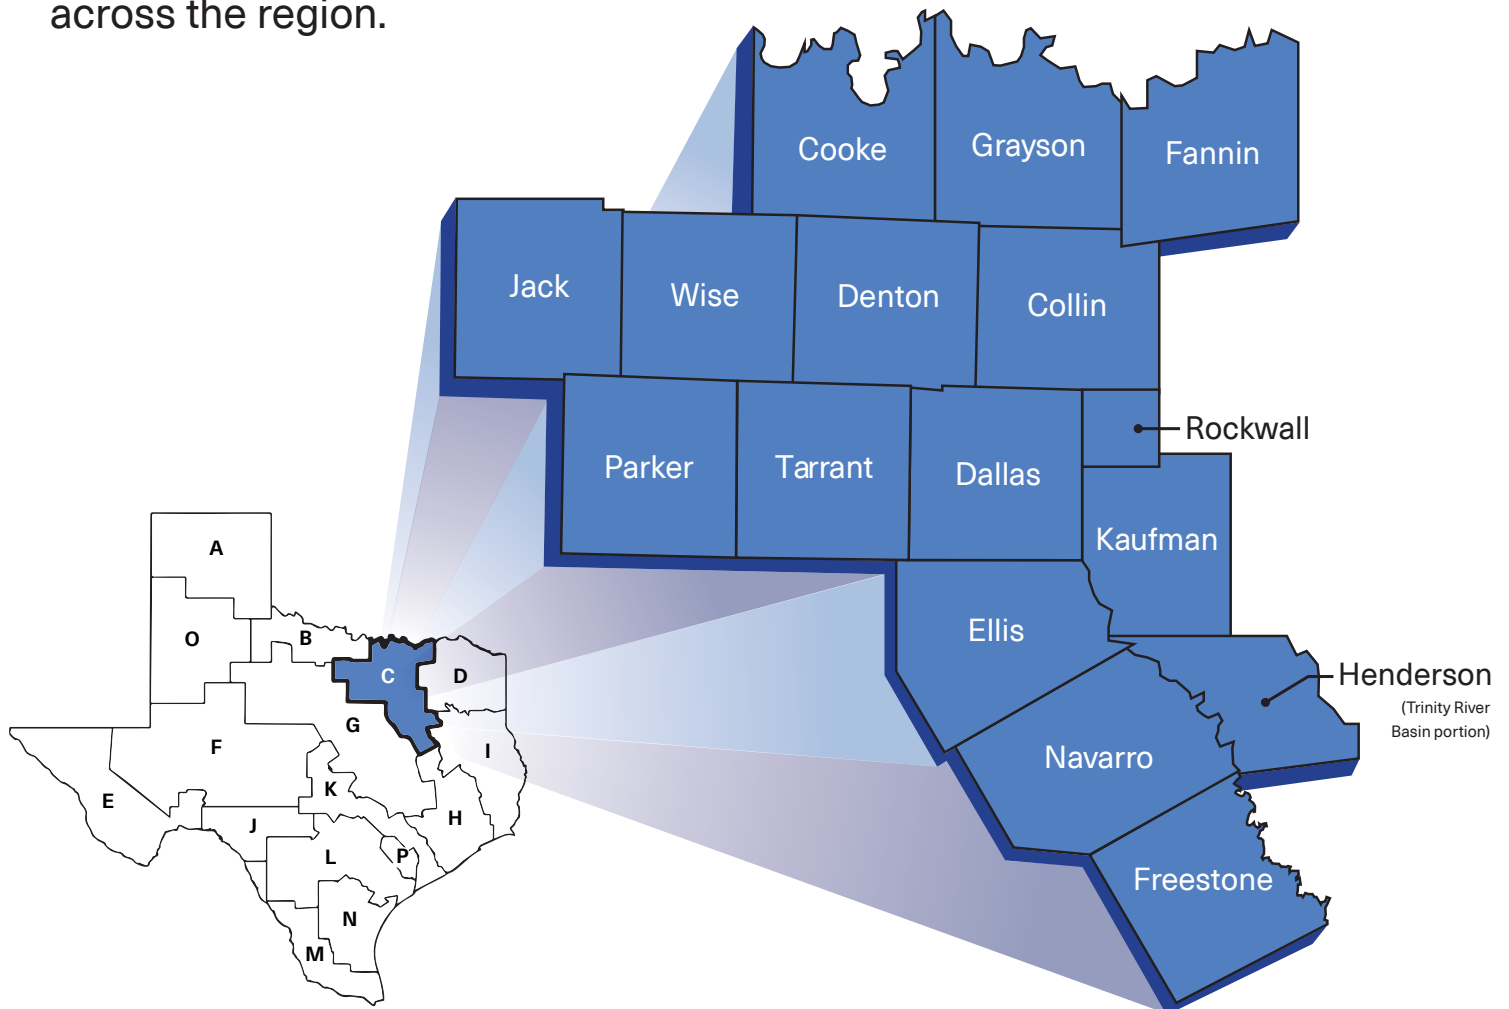 across the region.
Cooke
Grayson
Fannin
Jack
Wise
Denton
Collin
Rockwall
Parker
Tarrant
Dallas
Kaufman
Ellis
Henderson
(Trinity River
Basin portion)
Navarro
Freestone
A
O
B
C
D
G
F
I
E
K
J
H
L
P
N
M